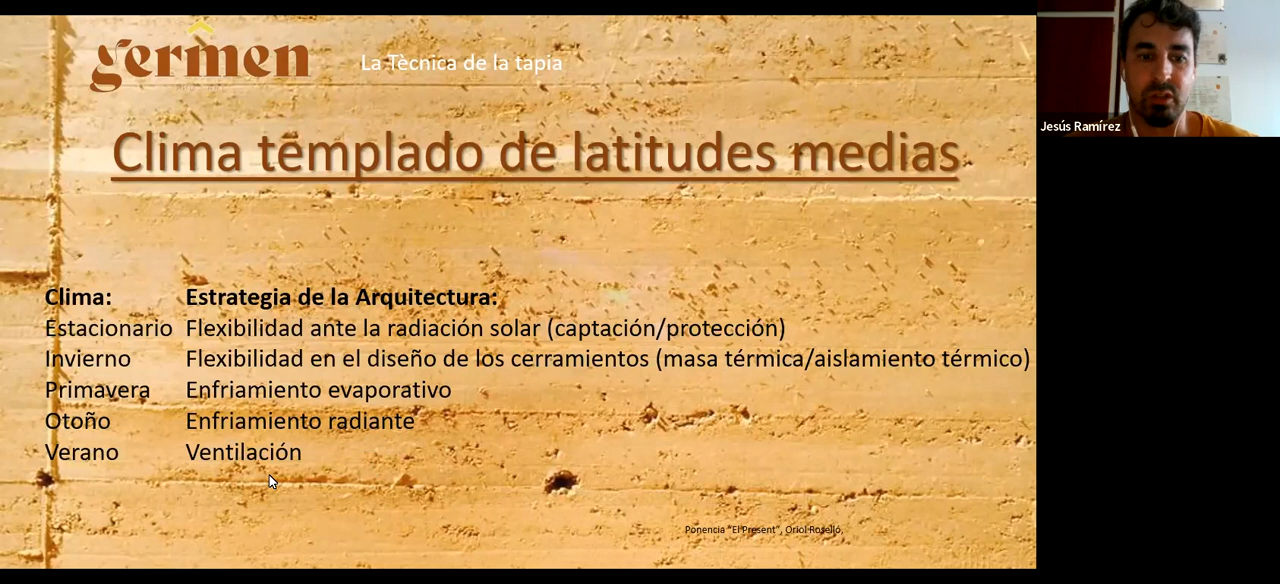 germen
La Tècnica de la tapia
Jesús Ramírez
Clima templado de latitudes medias
Clima: Estrategia de la Arquitectura:
Estacionario Flexibilidad ante la radiación solar (captación/protección)
Invierno Flexibilidad en el diseño de los cerramientos (masa térmica/aislamiento térmico)
Primavera Enfriamiento evaporativo
Otoño Enfriamiento radiante
Verano Ventilación
Ponencia "El Present", Oriol Roselló,